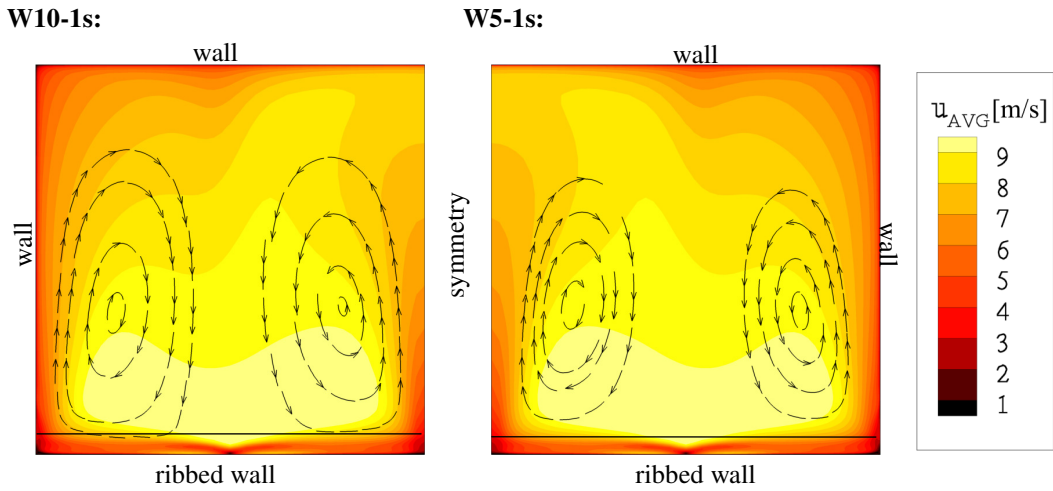 W10-1s:
W5-1s:
wall
wall
wall
symmetry
wall
ribbed wall
ribbed wall
u_AVG [m/s]
9
8
7
6
5
4
3
2
1